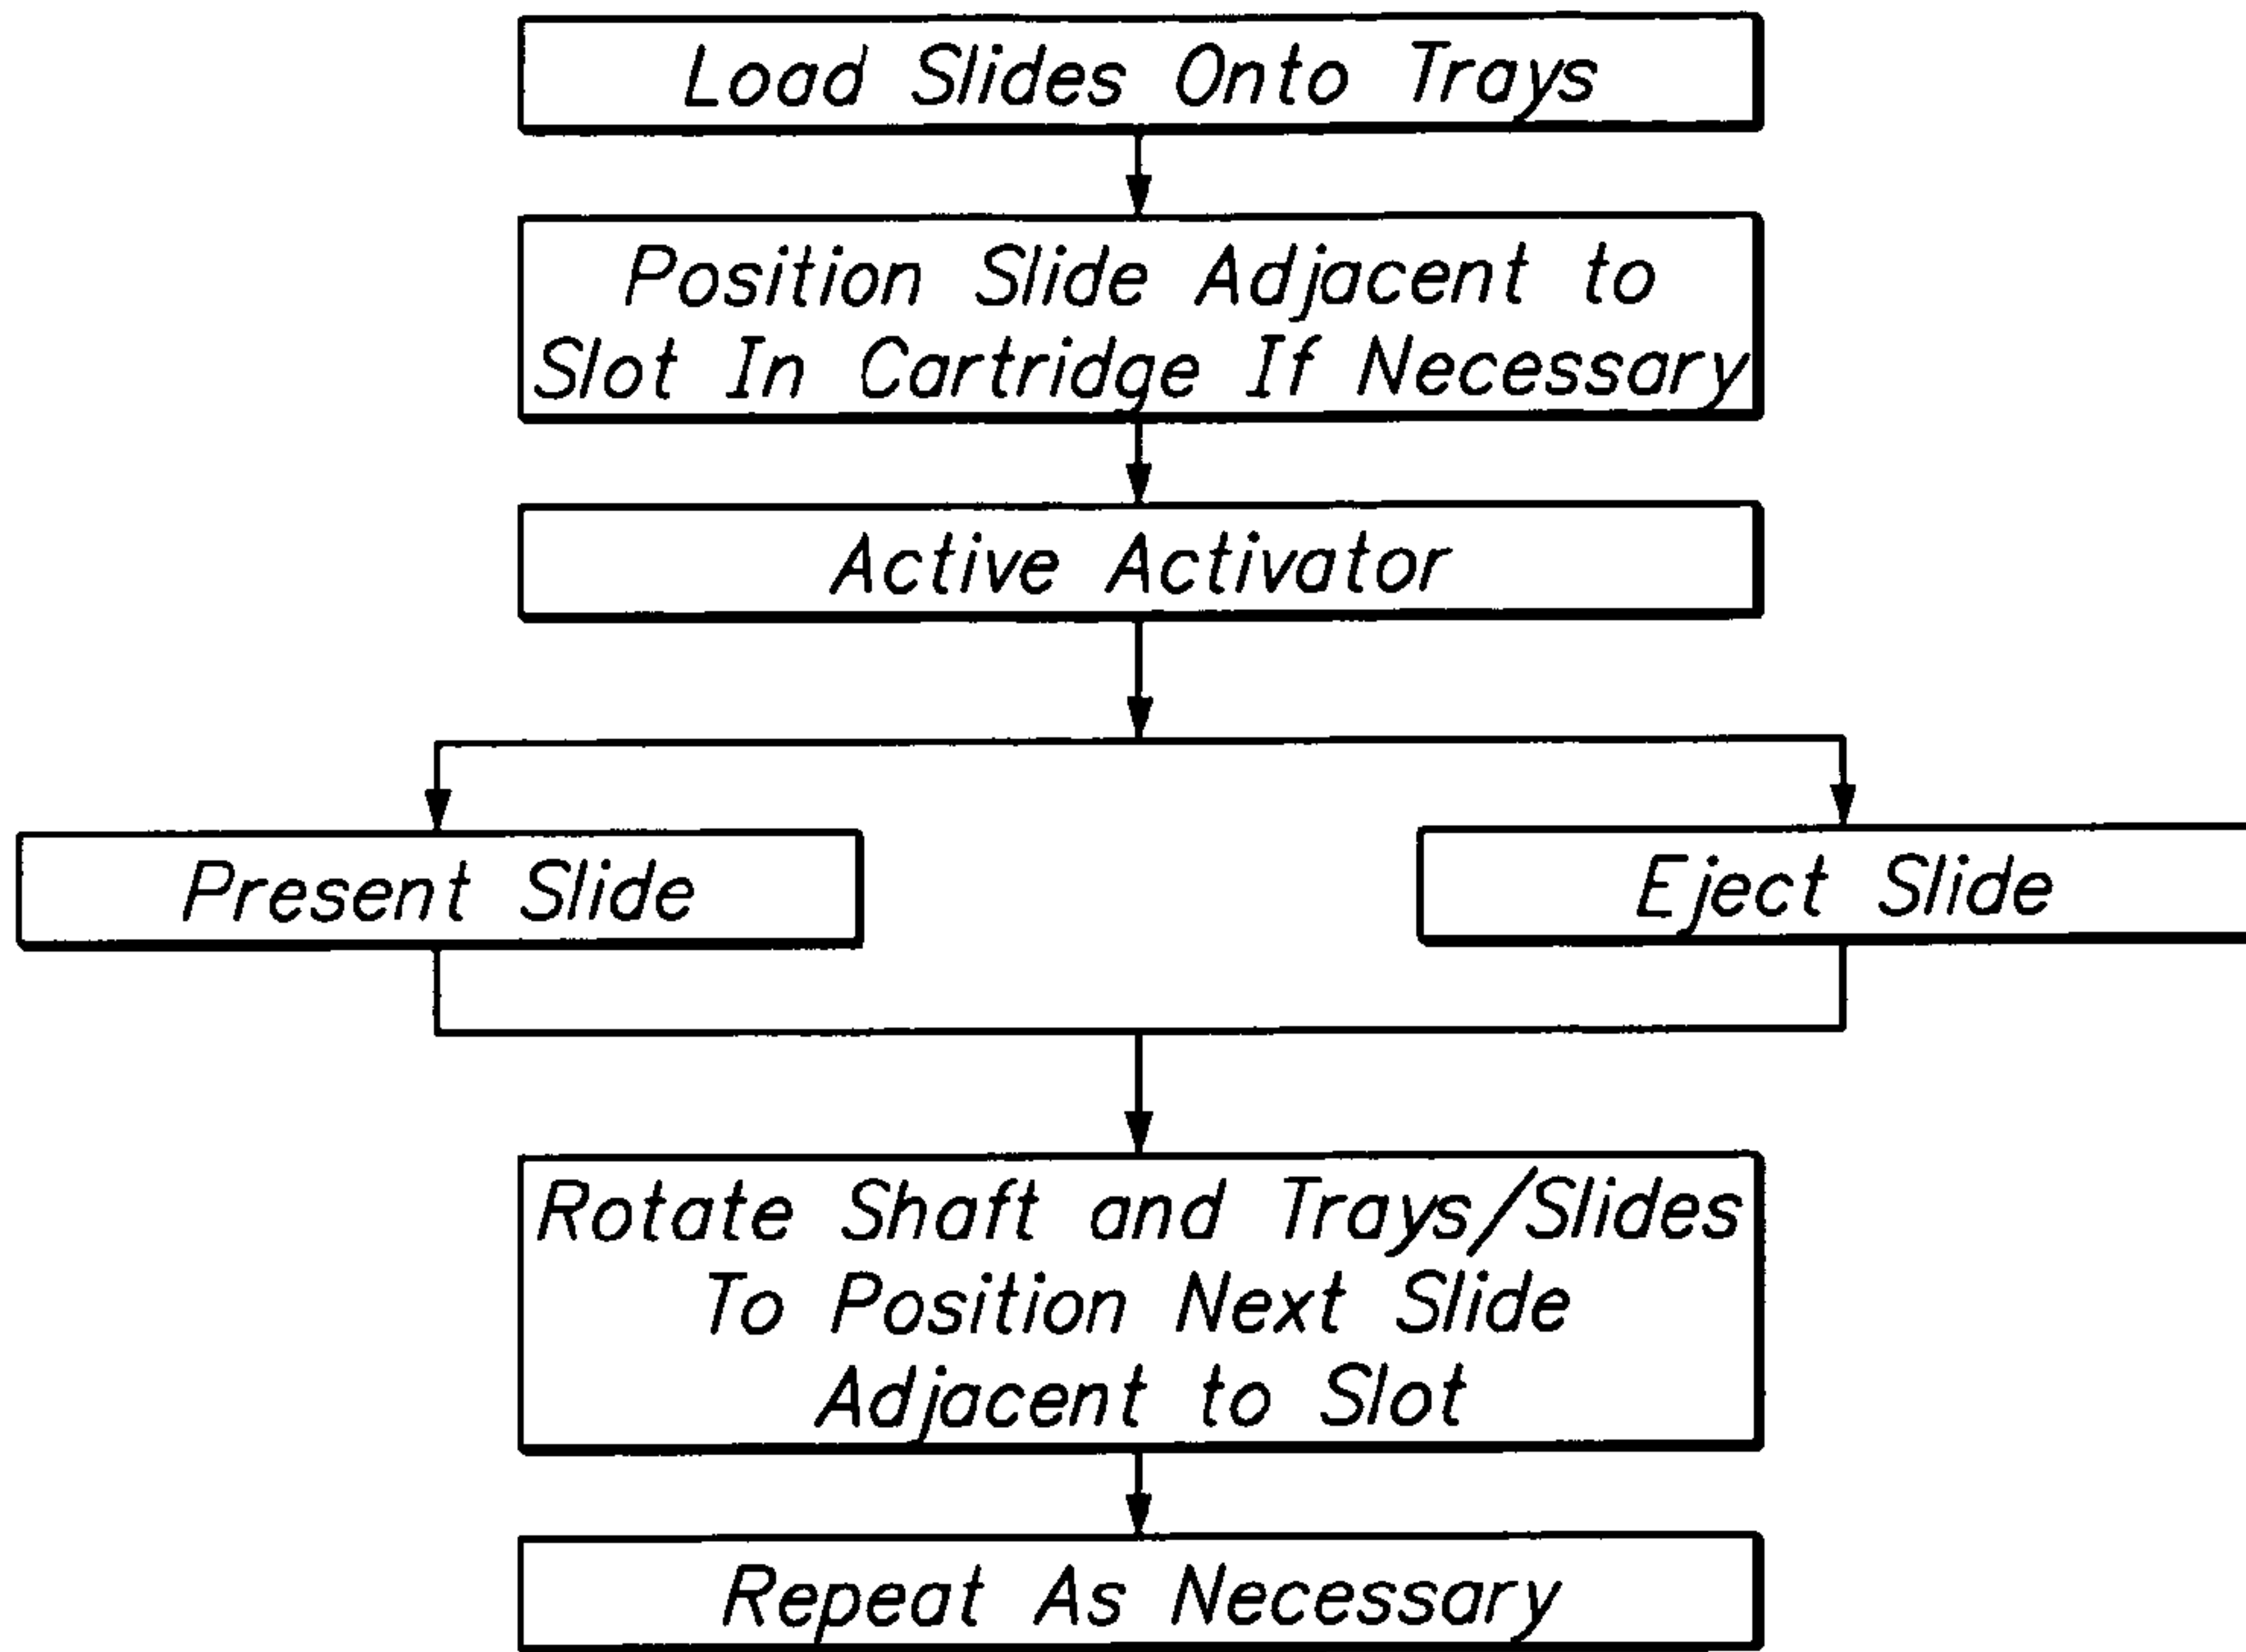 Load Slides Onto Trays
Position Slide Adjacent to
Slot In Cartridge If Necessary
Active Activator
Present Slide
Eject Slide
Rotate Shaft and Trays/Slides
To Position Next Slide
Adjacent to Slot
Repeat As Necessary